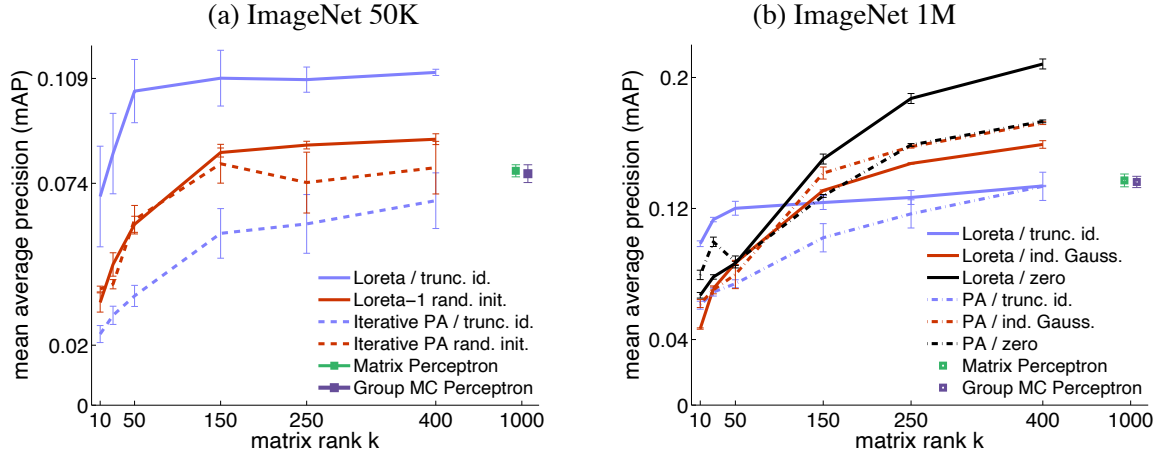 (a) ImageNet 50K
mean average precision (mAP)
0.109
0.074
0.02
0
10
50
150
250
400
1000
matrix rank k
Loreta / trunc. id.
Loreta−1 rand. init.
Iterative PA / trunc. id.
Iterative PA rand. init.
Matrix Perceptron
Group MC Perceptron
(b) ImageNet 1M
mean average precision (mAP)
0.2
0.12
0.04
0
10
50
150
250
400
1000
matrix rank k
Loreta / trunc. id.
Loreta / ind. Gauss.
Loreta / zero
PA / trunc. id.
PA / ind. Gauss.
PA / zero
Matrix Perceptron
Group MC Perceptron